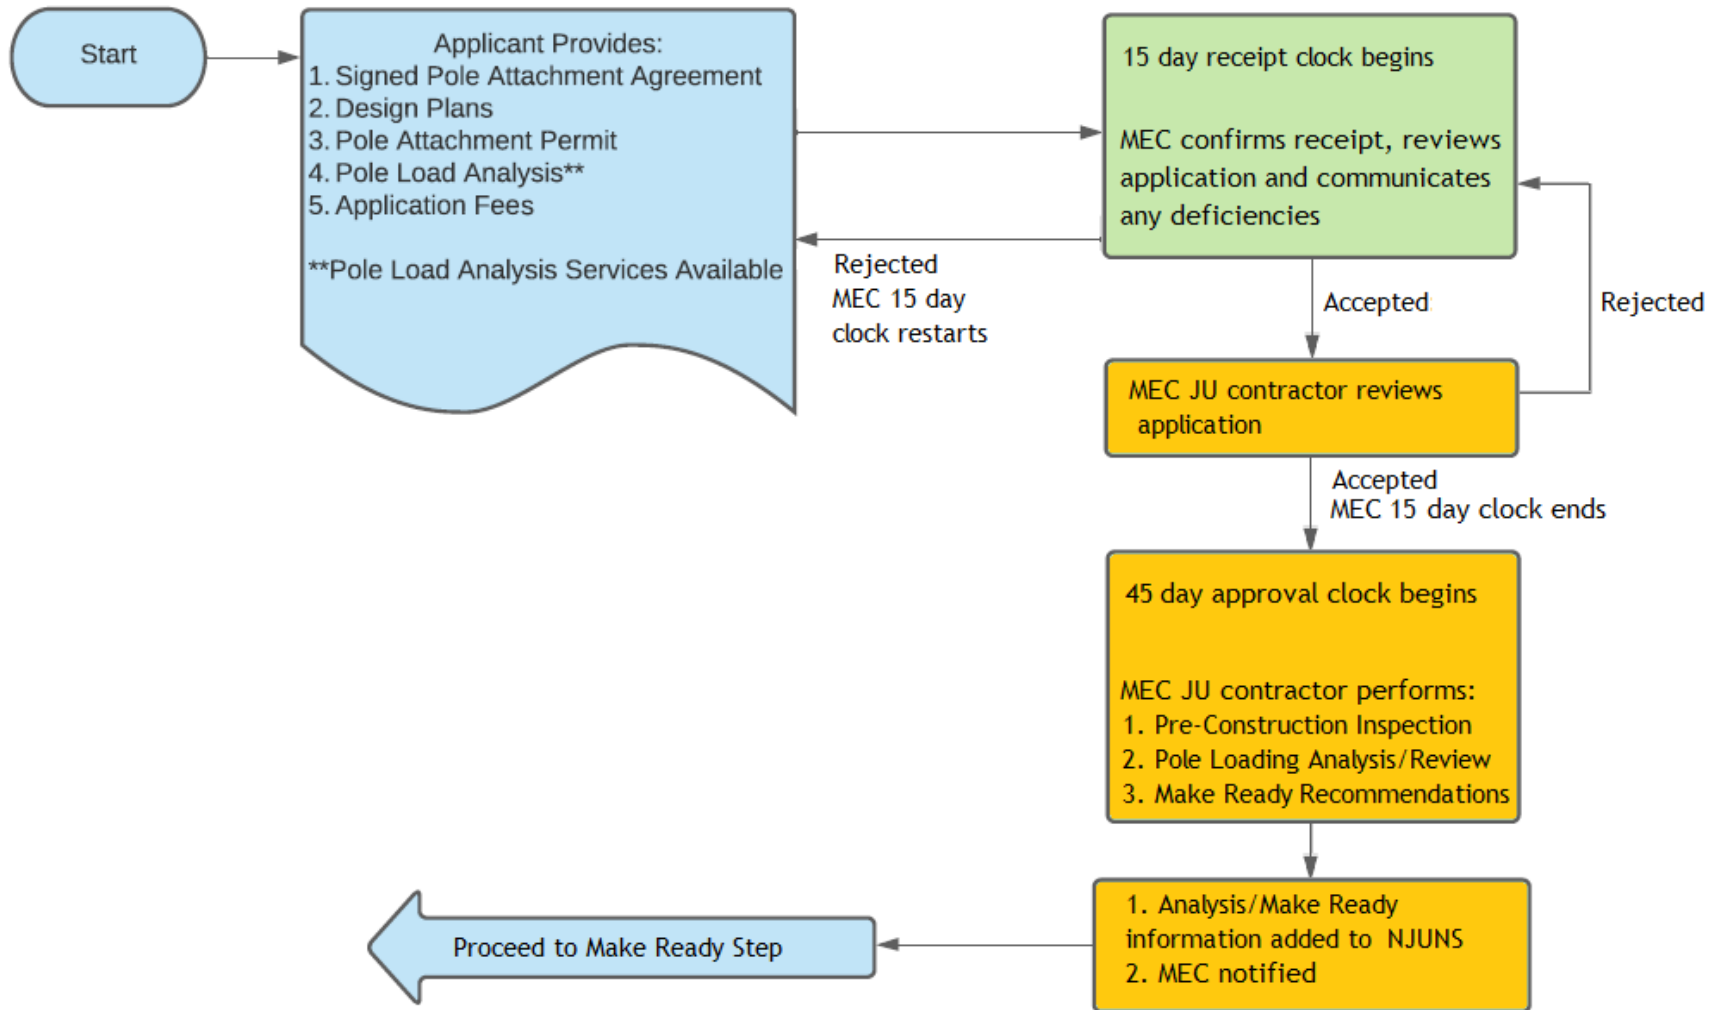 Start
Applicant Provides:
1. Signed Pole Attachment Agreement
2. Design Plans
3. Pole Attachment Permit
4. Pole Load Analysis**
5. Application Fees
**Pole Load Analysis Services Available
15 day receipt clock begins
MEC confirms receipt, reviews
application and communicates
any deficiencies
Rejected
MEC 15 day
clock restarts
Accepted
Rejected
MEC JU contractor reviews
application
Accepted
MEC 15 day clock ends
45 day approval clock begins
MEC JU contractor performs:
1. Pre-Construction Inspection
2. Pole Loading Analysis/Review
3. Make Ready Recommendations
1. Analysis/Make Ready
information added to NJUNS
2. MEC notified
Proceed to Make Ready Step